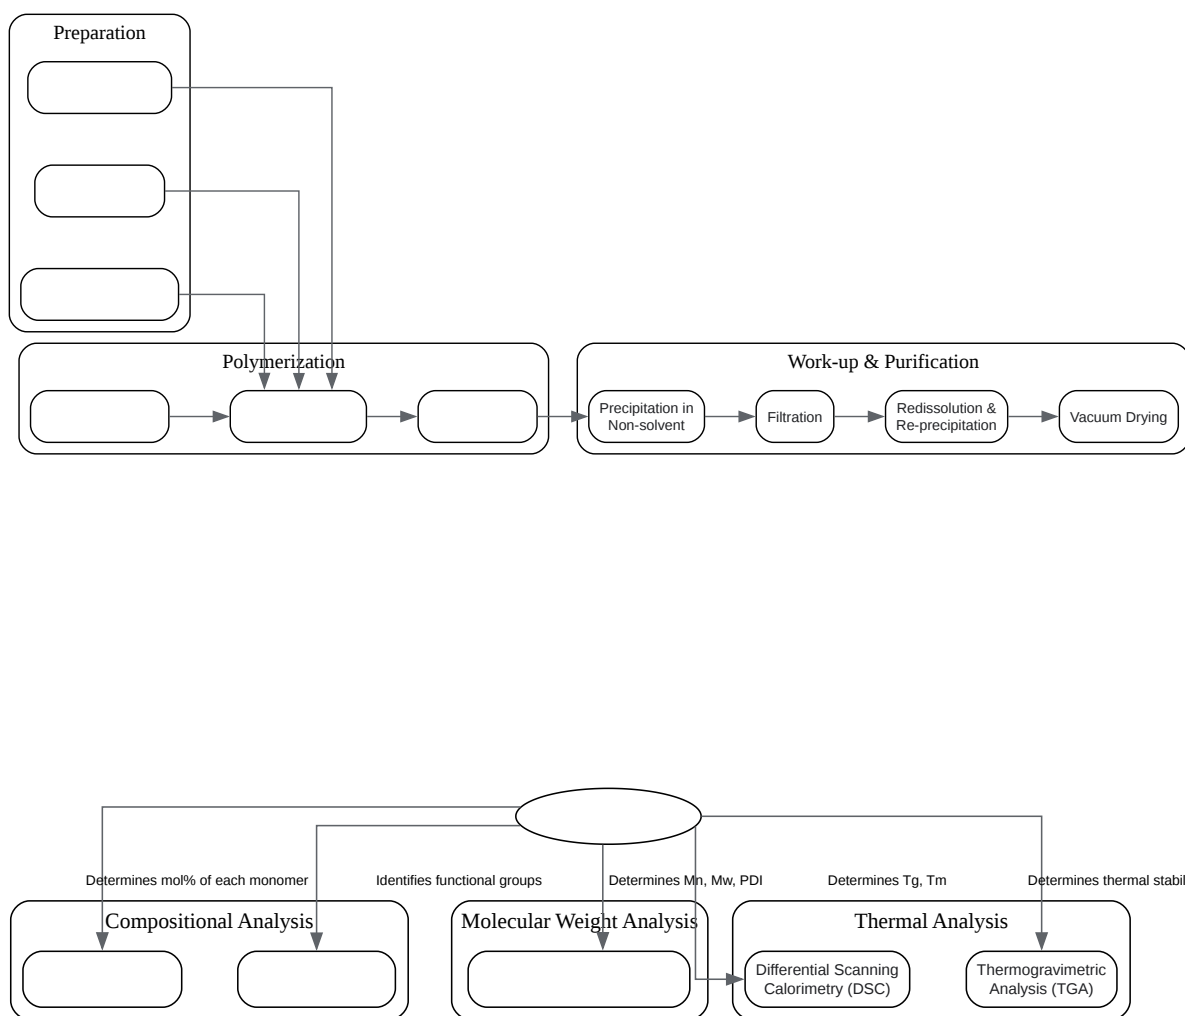 Preparation
Polymerization
Work-up & Purification
Precipitation in
Non-solvent
Filtration
Redissolution &
Re-precipitation
Vacuum Drying
Determines mol% of each monomer
Identifies functional groups
Determines Mn, Mw, PDI
Determines Tg, Tm
Determines thermal stabil
Compositional Analysis
Molecular Weight Analysis
Thermal Analysis
Differential Scanning
Calorimetry (DSC)
Thermogravimetric
Analysis (TGA)